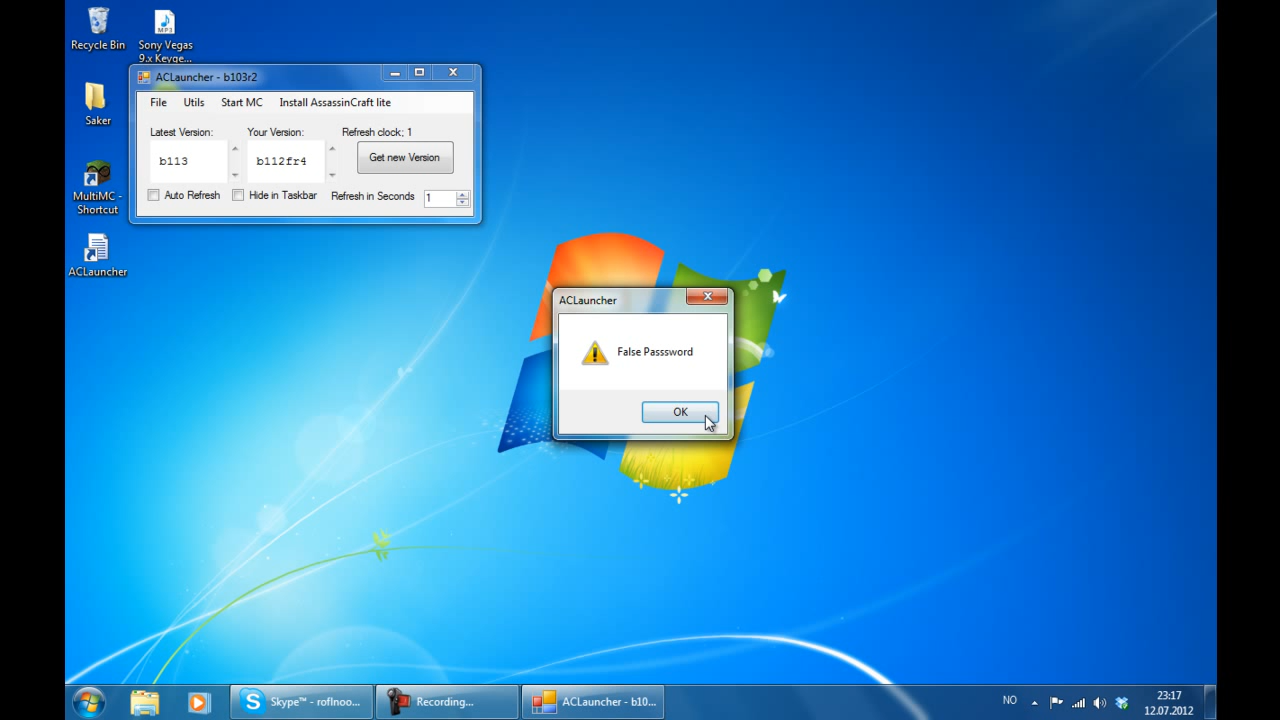 Recycle Bin
Sony Vegas
9.x Keyge...
Saker
MultiMC -
Shortcut
ACLauncher
ACLauncher - b103r2
File Utils Start MC Install AssassinCraft lite
Latest Version: Your Version: Refresh clock; 1
b113 b112fr4 Get new Version
Auto Refresh Hide in Taskbar Refresh in Seconds 1
ACLauncher
False Passsword
OK
Skype™ - roflnoo... Recording... ACLauncher - b10...
NO
23:17
12.07.2012